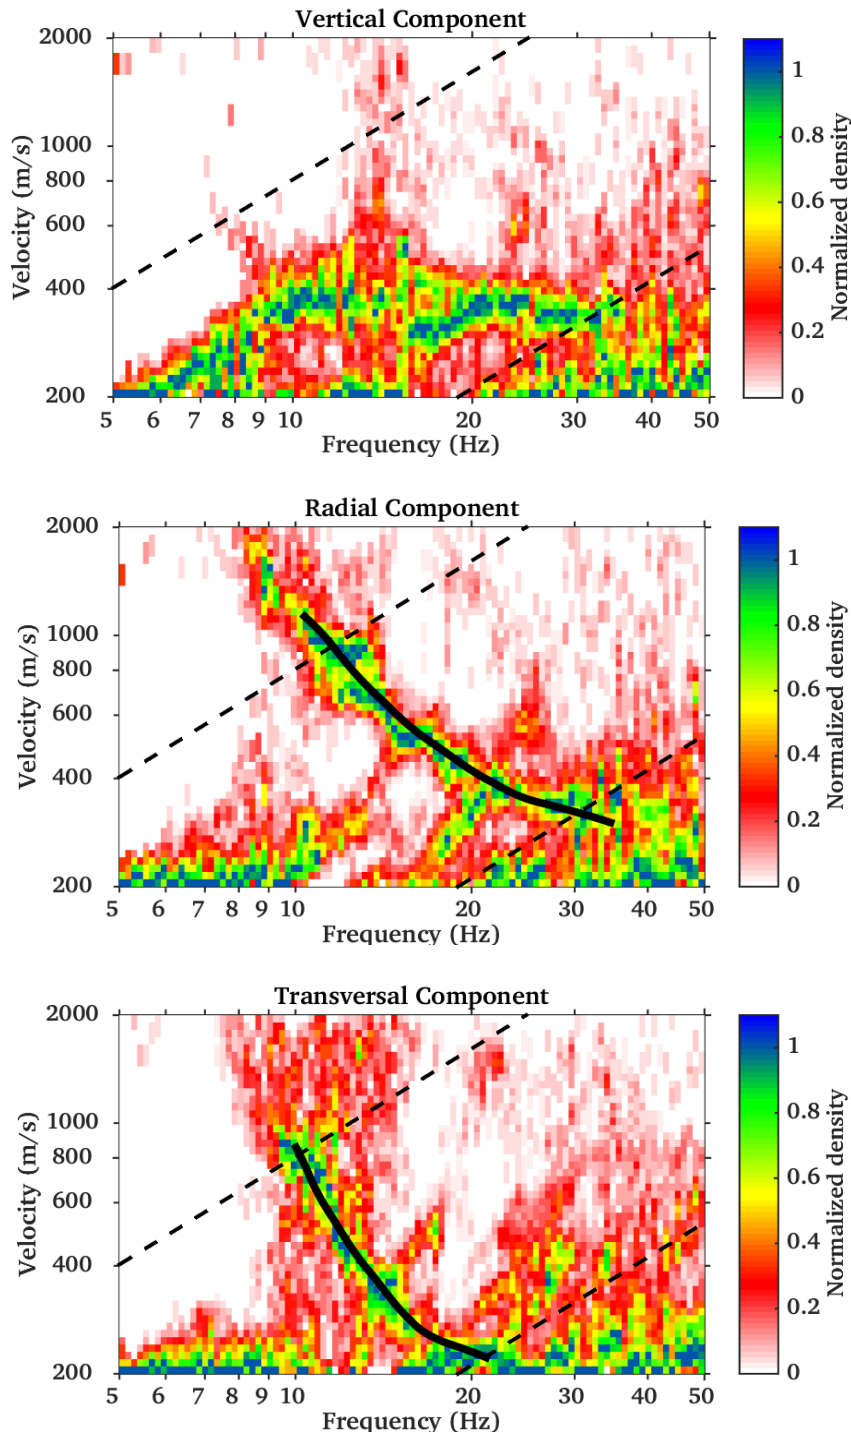 Vertical Component
2000
1000
800
600
400
200
Velocity (m/s)
5 6 7 8 9 10 20 30 40 50
Frequency (Hz)
1
0.8
0.6
0.4
0.2
0
Normalized density
Radial Component
2000
1000
800
600
400
200
Velocity (m/s)
5 6 7 8 9 10 20 30 40 50
Frequency (Hz)
1
0.8
0.6
0.4
0.2
0
Normalized density
Transversal Component
2000
1000
800
600
400
200
Velocity (m/s)
5 6 7 8 9 10 20 30 40 50
Frequency (Hz)
1
0.8
0.6
0.4
0.2
0
Normalized density